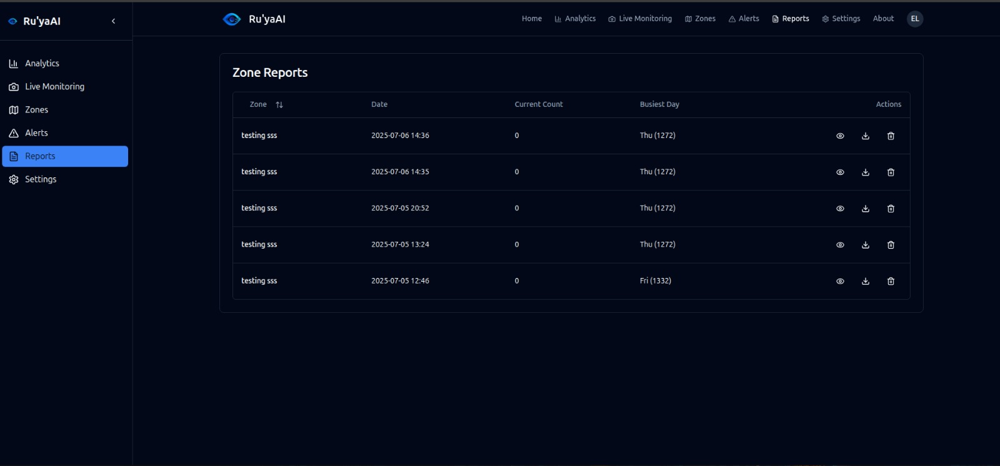 Ru'yaAI
Analytics
Live Monitoring
Zones
Alerts
Reports
Settings
Ru'yaAI Home Analytics Live Monitoring Zones Alerts Reports Settings About EL
Zone Reports
Zone Date Current Count Busiest Day Actions
testing sss 2025-07-06 14:36 0 Thu (1272)
testing sss 2025-07-06 14:35 0 Thu (1272)
testing sss 2025-07-05 20:52 0 Thu (1272)
testing sss 2025-07-05 13:24 0 Thu (1272)
testing sss 2025-07-05 12:46 0 Fri (1332)